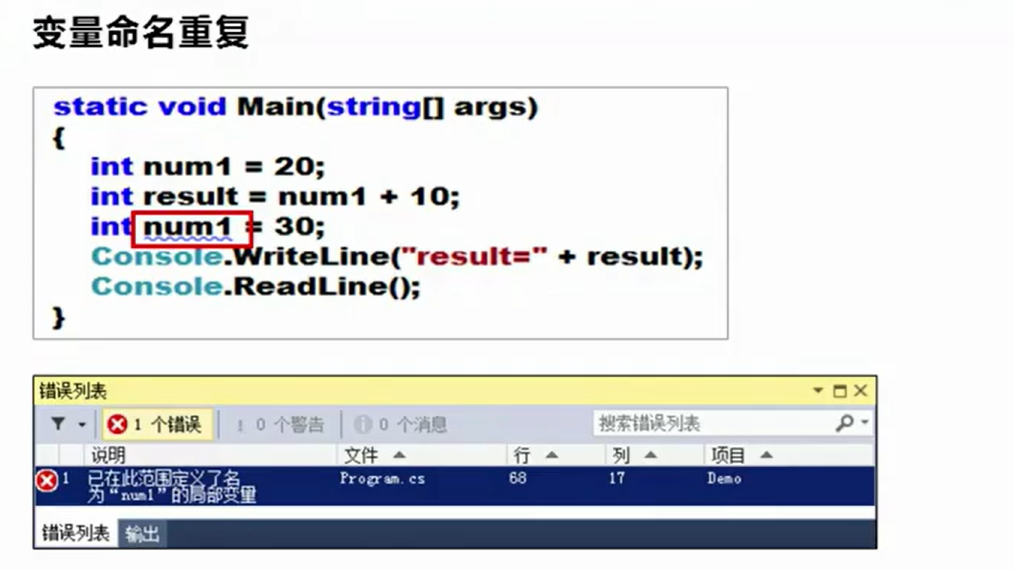 变量命名重复
static void Main(string[] args)
{
int num1 = 20;
int result = num1 + 10;
int num1 = 30;
Console.WriteLine("result=" + result);
Console.ReadLine();
}
错误列表
1 个错误 0 个警告 0 个消息 搜索错误列表
说明 文件 行 列 项目
1 已在此范围定义了名 Program.cs 68 17 Demo
为“num1”的局部变量
错误列表 输出